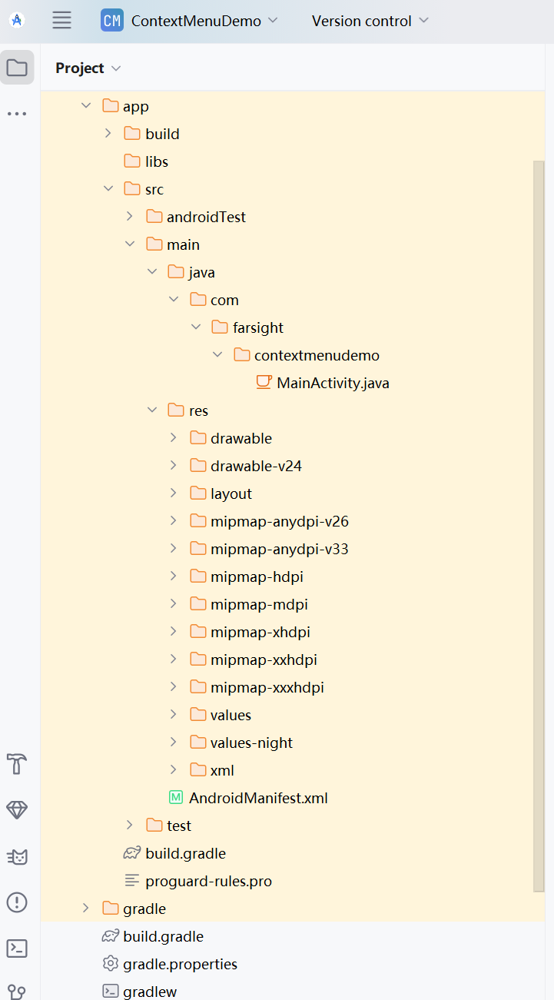 CM ContextMenuDemo Version control
Project
app
build
libs
src
androidTest
main
java
com
farsight
contextmenudemo
MainActivity.java
res
drawable
drawable-v24
layout
mipmap-anydpi-v26
mipmap-anydpi-v33
mipmap-hdpi
mipmap-mdpi
mipmap-xhdpi
mipmap-xxhdpi
mipmap-xxxhdpi
values
values-night
xml
M AndroidManifest.xml
test
build.gradle
proguard-rules.pro
gradle
build.gradle
gradle.properties
gradlew